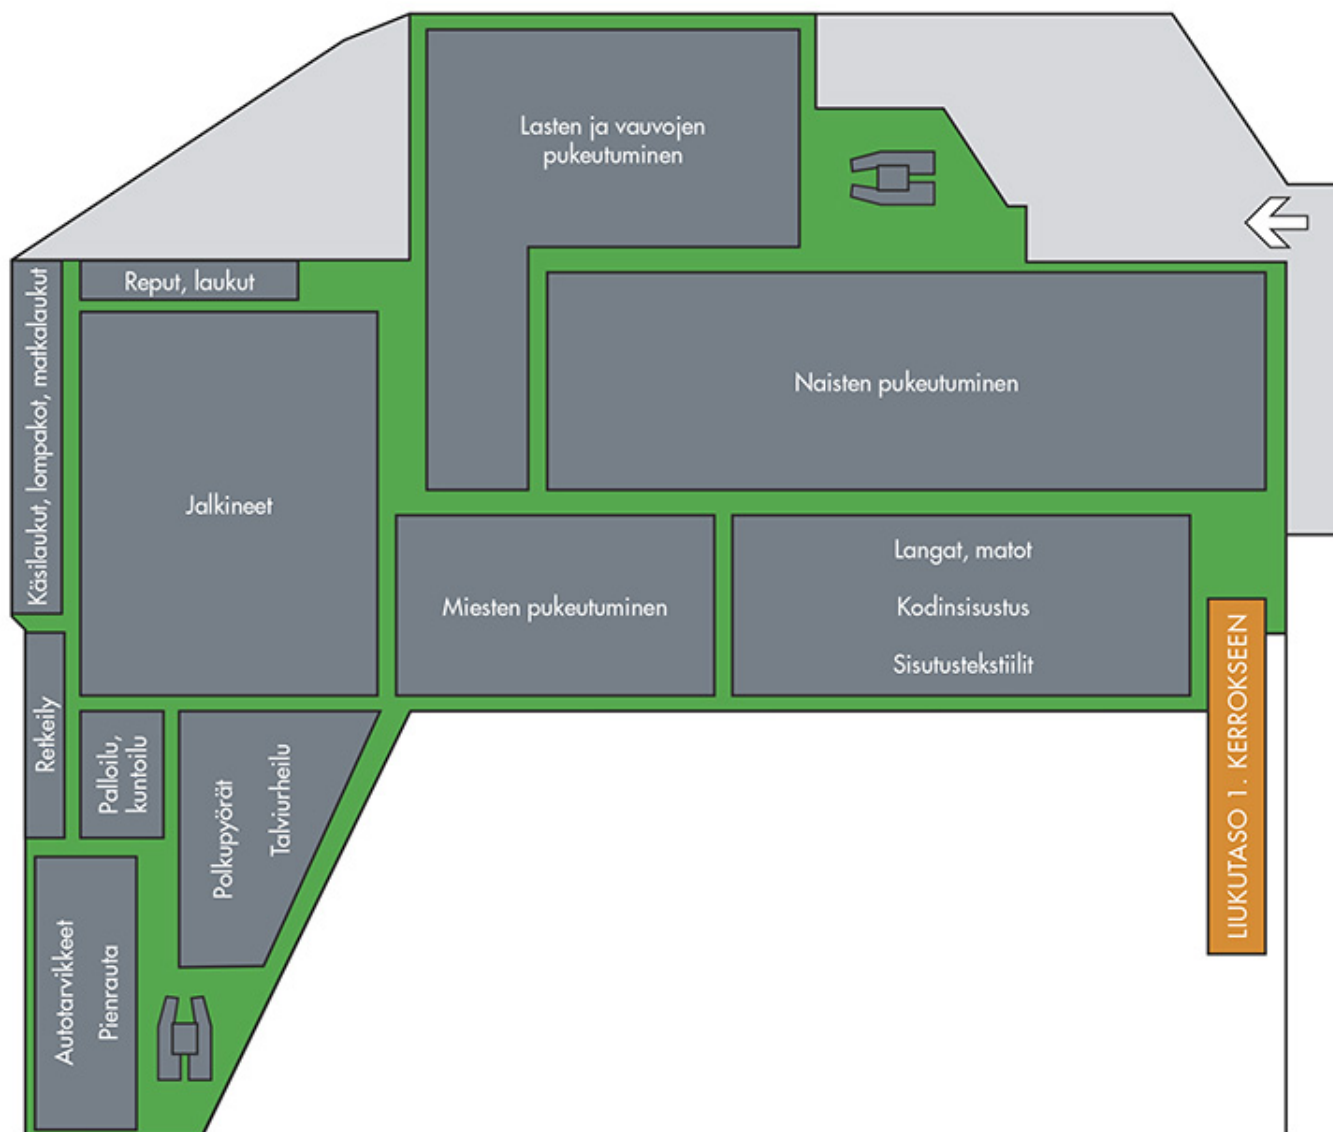 Lasten ja vauvojen
pukeutuminen
Reput, laukut
Käsilaukut, lompakot, matkalaukut
Naisten pukeutuminen
Jalkineet
Miesten pukeutuminen
Langat, matot
Kodinsisustus
Sisutustekstiilit
LIUKUTASO 1. KERROKSEEN
Retkeily
Palloilu,
kuntoilu
Polkupyörät
Talviurheilu
Autotarvikkeet
Pienrauta